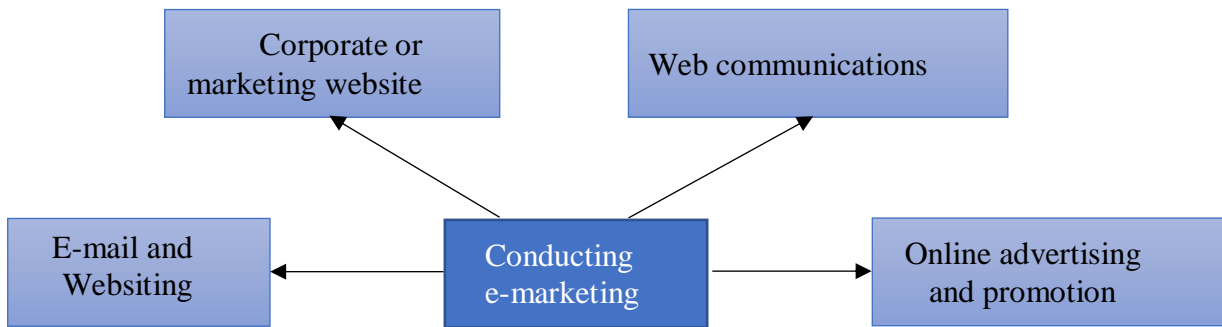 Corporate or
marketing website
Web communications
E-mail and
Websiting
Conducting
e-marketing
Online advertising
and promotion